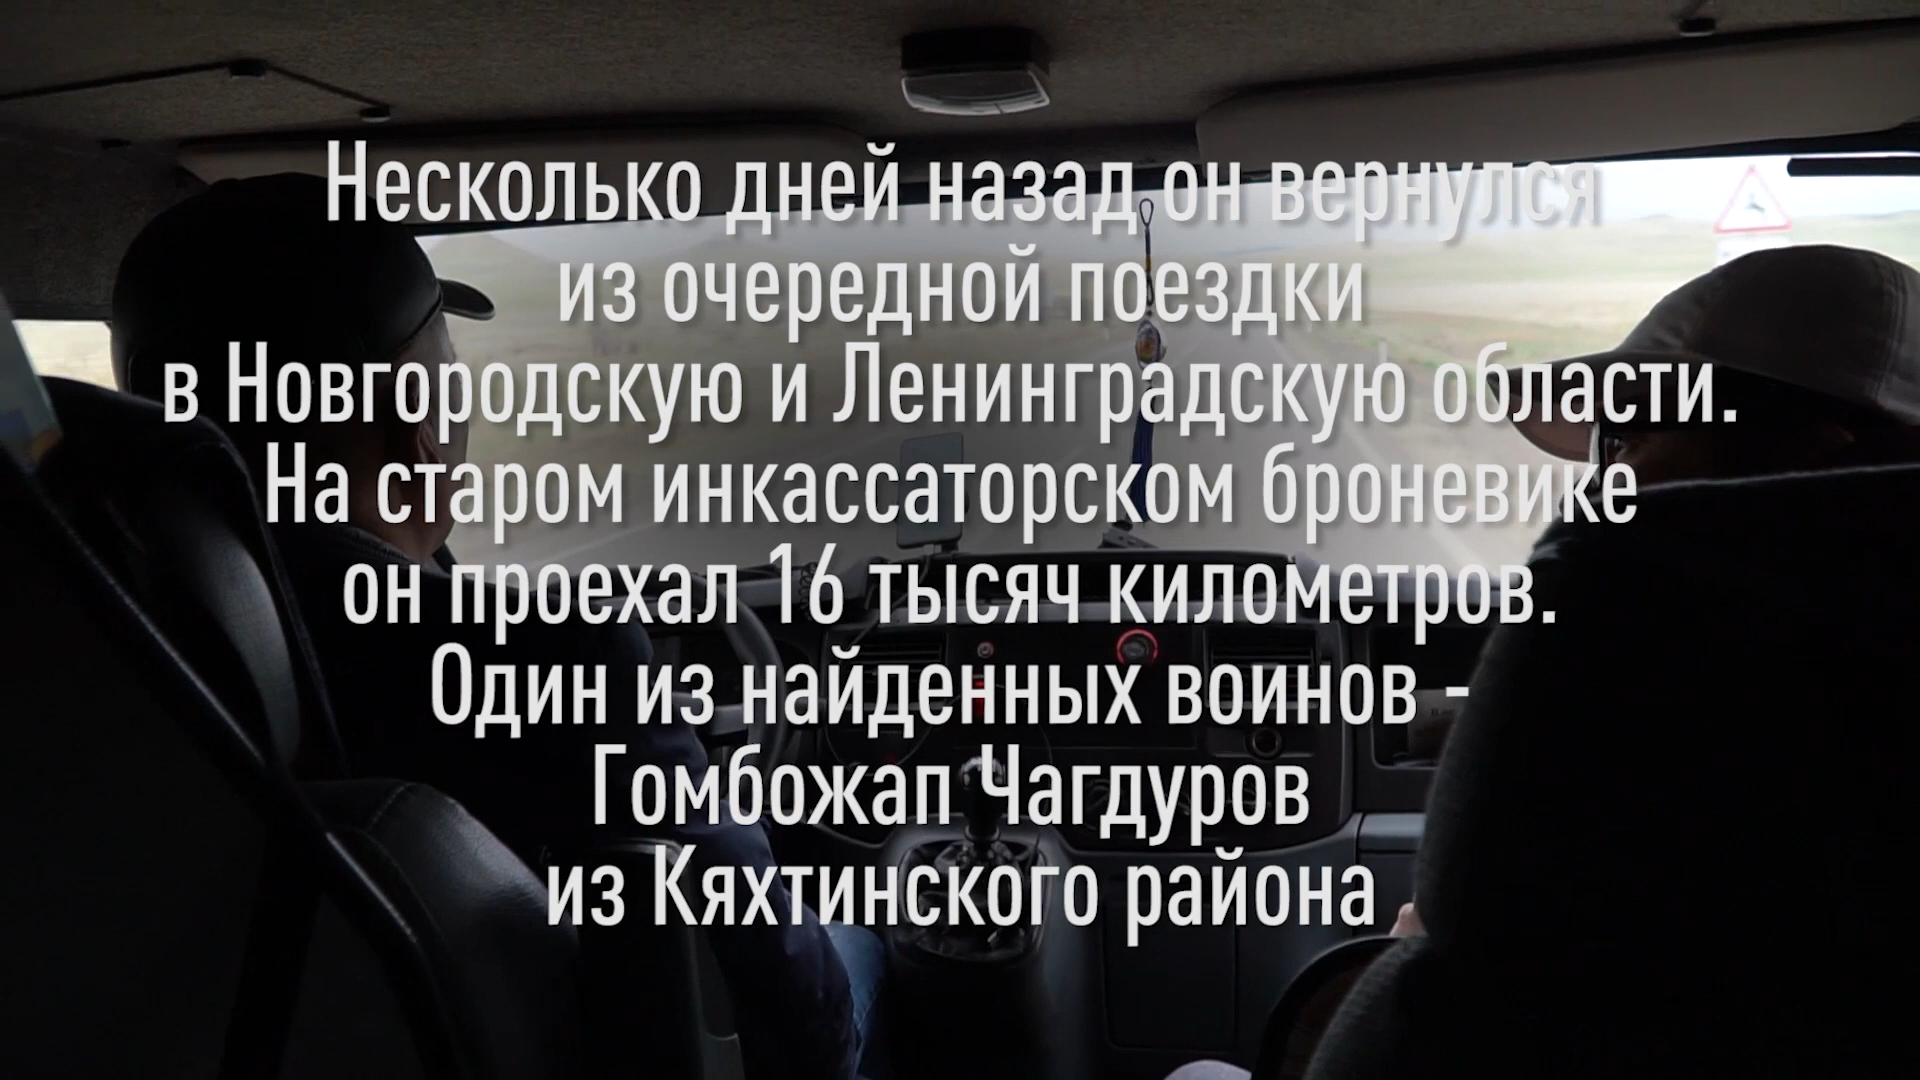 Несколько дней назад он вернулся
из очередной поездки
в Новгородскую и Ленинградскую области.
На старом инкассаторском броневике
он проехал 16 тысяч километров.
Один из найденных воинов -
Гомбожап Чагдуров
из Кяхтинского района